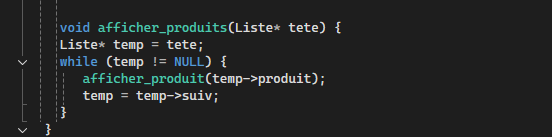 void afficher_produits(Liste* tete) {
Liste* temp = tete;
while (temp != NULL) {
afficher_produit(temp->produit);
temp = temp->suiv;
}
}